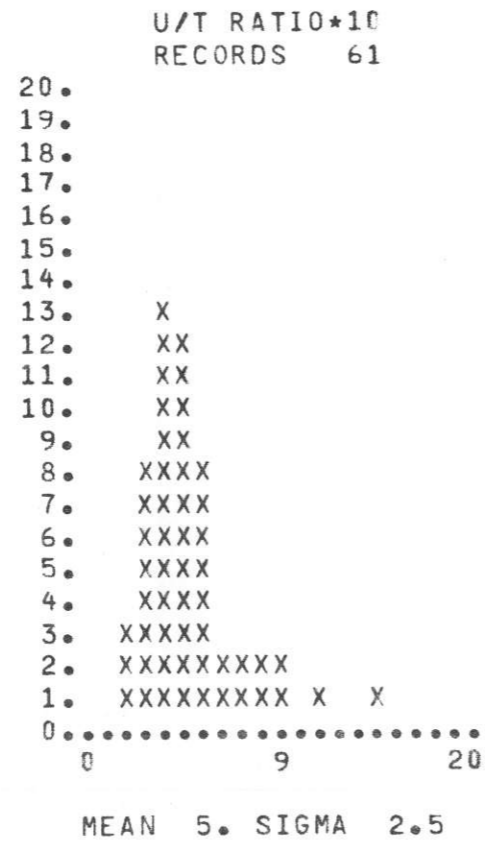 U/T RATIO*10
RECORDS 61
20.
19.
18.
17.
16.
15.
14.
13. X
12. XX
11. XX
10. XX
9. XX
8. XXXX
7. XXXX
6. XXXX
5. XXXX
4. XXXX
3. XXXXX
2. XXXXXXXXX
1. XXXXXXXXX X X
0......................
0 9 20
MEAN 5. SIGMA 2.5